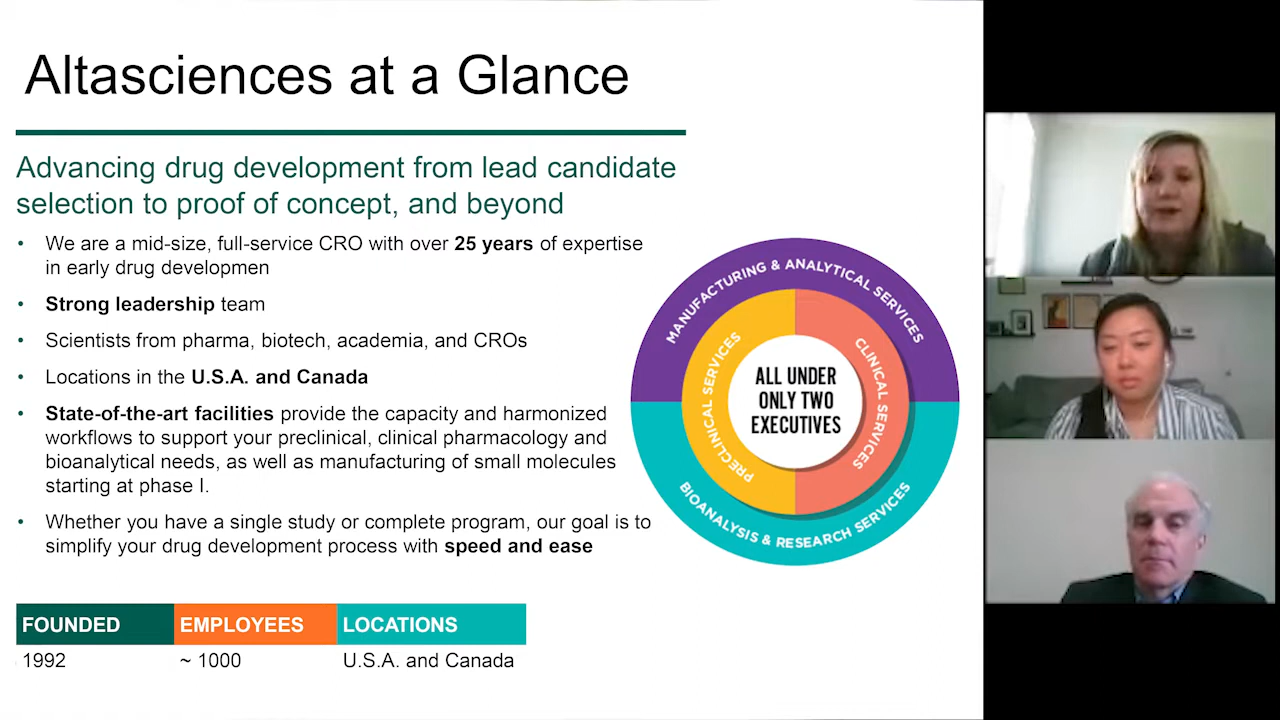 Altasciences at a Glance
Advancing drug development from lead candidate
selection to proof of concept, and beyond
• We are a mid-size, full-service CRO with over 25 years of expertise
in early drug developmen
• Strong leadership team
• Scientists from pharma, biotech, academia, and CROs
• Locations in the U.S.A. and Canada
• State-of-the-art facilities provide the capacity and harmonized
workflows to support your preclinical, clinical pharmacology and
bioanalytical needs, as well as manufacturing of small molecules
starting at phase I.
• Whether you have a single study or complete program, our goal is to
simplify your drug development process with speed and ease
MANUFACTURING & ANALYTICAL SERVICES
PRECLINICAL SERVICES
CLINICAL SERVICES
ALL UNDER
ONLY TWO
EXECUTIVES
BIOANALYSIS & RESEARCH SERVICES
FOUNDED EMPLOYEES LOCATIONS
1992 ~ 1000 U.S.A. and Canada